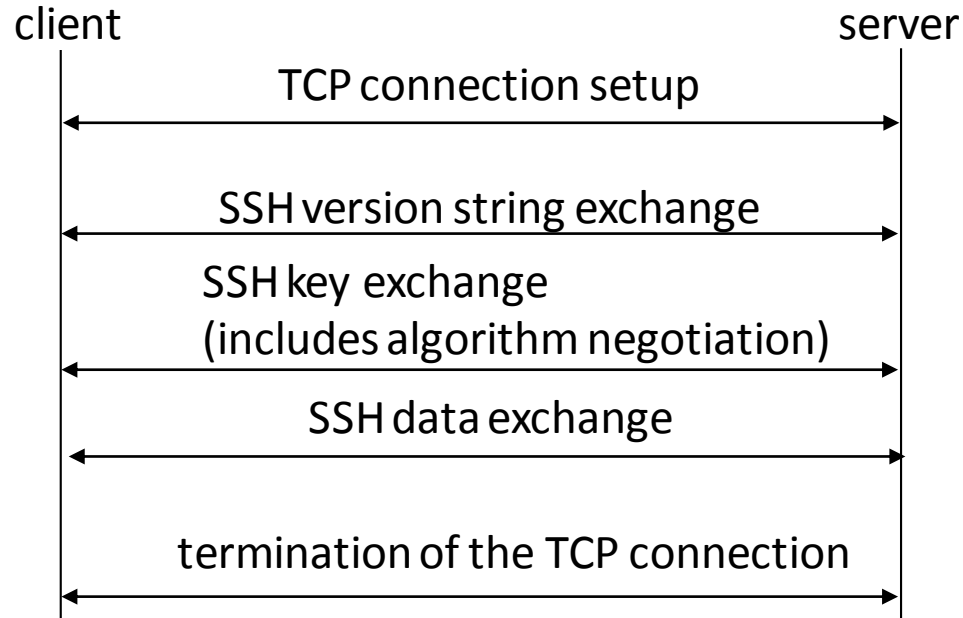 client
server
TCP connection setup
SSH version string exchange
SSH key exchange
(includes algorithm negotiation)
SSH data exchange
termination of the TCP connection